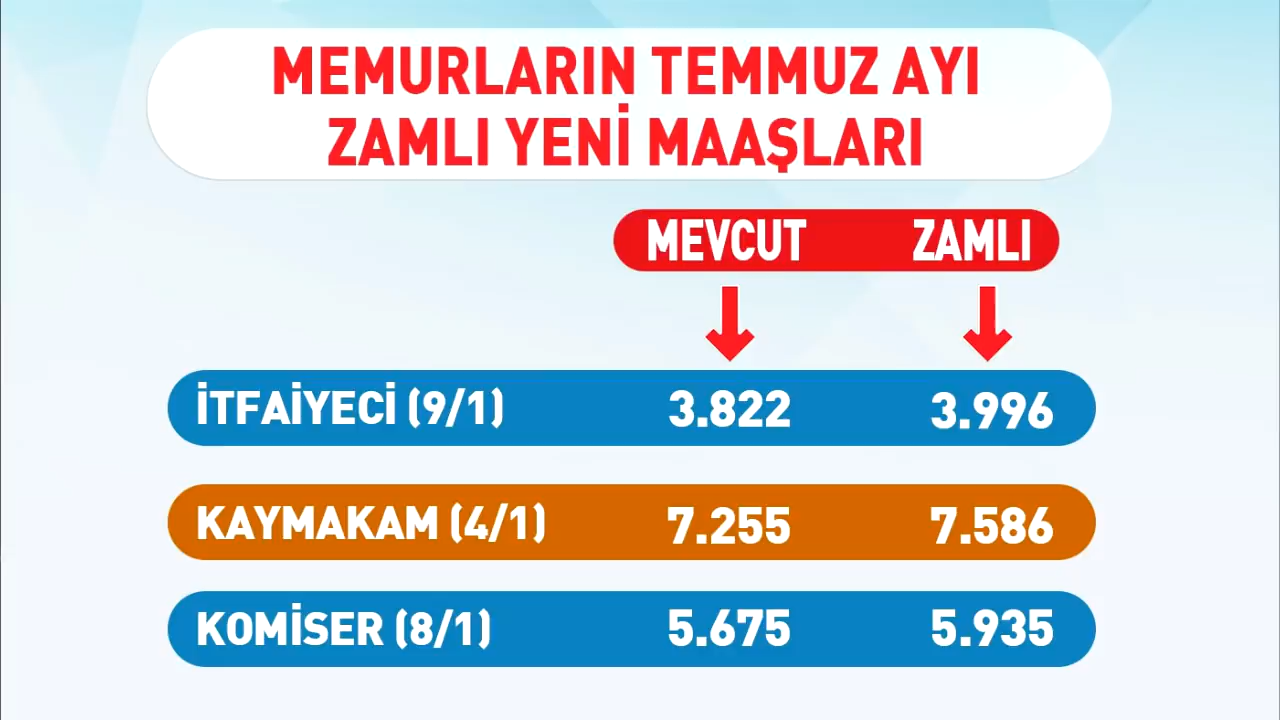 MEMURLARIN TEMMUZ AYI
ZAMLI YENİ MAAŞLARI
MEVCUT ZAMLI
İTFAİYECİ (9/1) 3.822 3.996
KAYMAKAM (4/1) 7.255 7.586
KOMİSER (8/1) 5.675 5.935